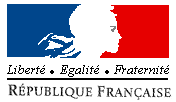 Liberté • Egalité • Fraternité
RÉPUBLIQUE FRANÇAISE